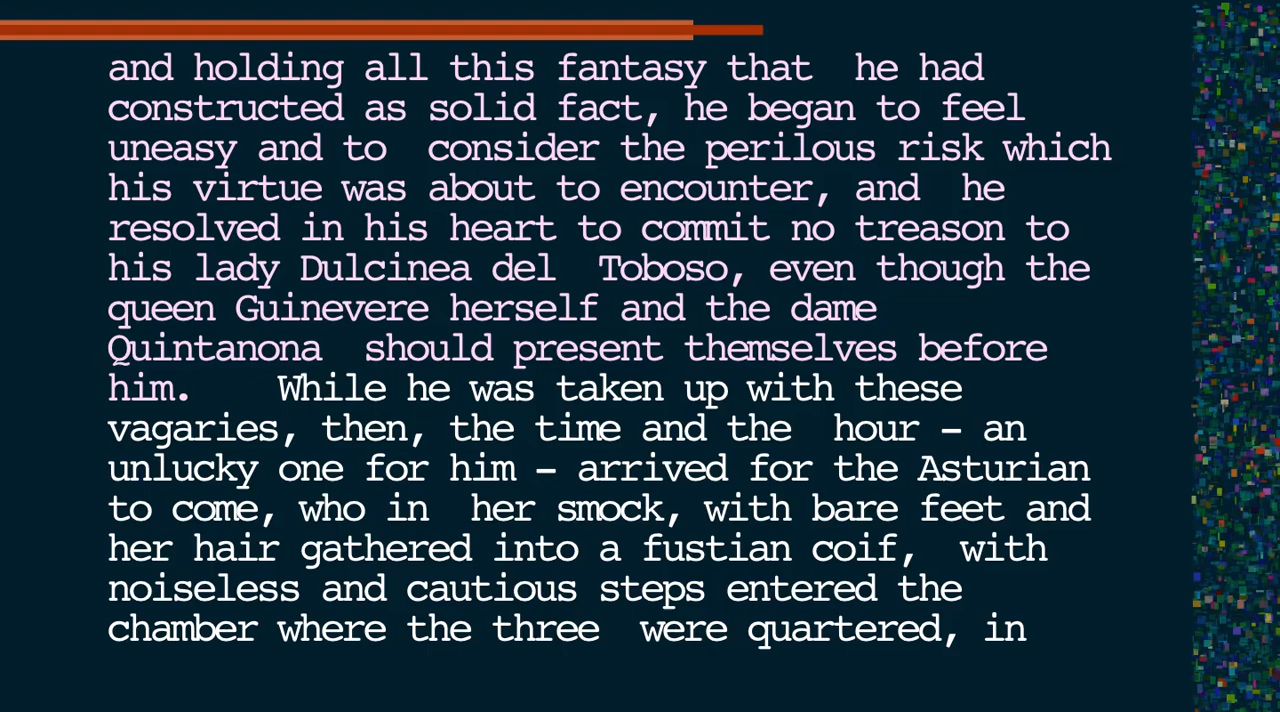 and holding all this fantasy that  he had
constructed as solid fact, he began to feel
uneasy and to  consider the perilous risk which
his virtue was about to encounter, and  he
resolved in his heart to commit no treason to
his lady Dulcinea del  Toboso, even though the
queen Guinevere herself and the dame
Quintanona  should present themselves before
him.    While he was taken up with these
vagaries, then, the time and the  hour – an
unlucky one for him – arrived for the Asturian
to come, who in  her smock, with bare feet and
her hair gathered into a fustian coif,  with
noiseless and cautious steps entered the
chamber where the three  were quartered, in